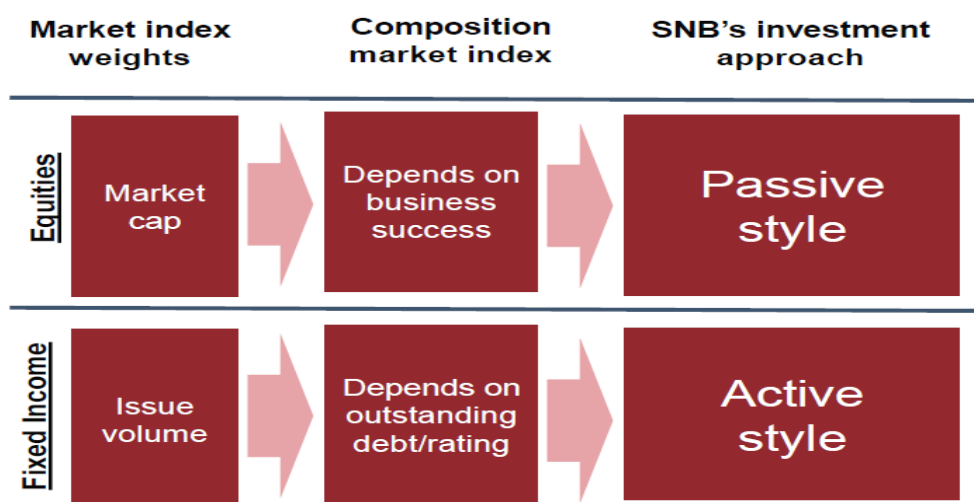 Market index
weights
Composition
market index
SNB's investment
approach
Equities
Market
cap
Depends on
business
success
Passive
style
Fixed Income
Issue
volume
Depends on
outstanding
debt/rating
Active
style